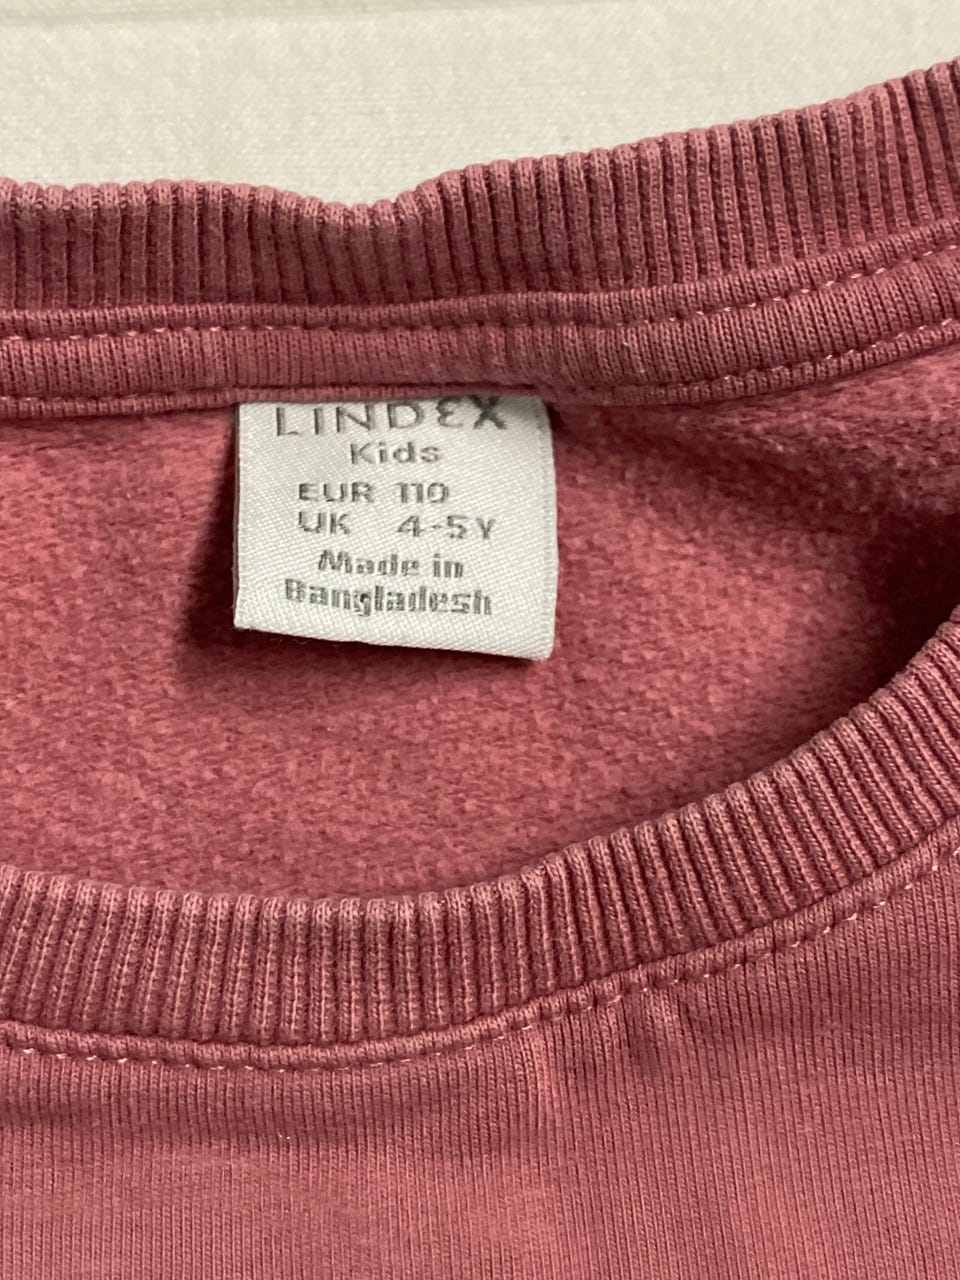 LINDEX
Kids
EUR 110
UK 4-5Y
Made in
Bangladesh